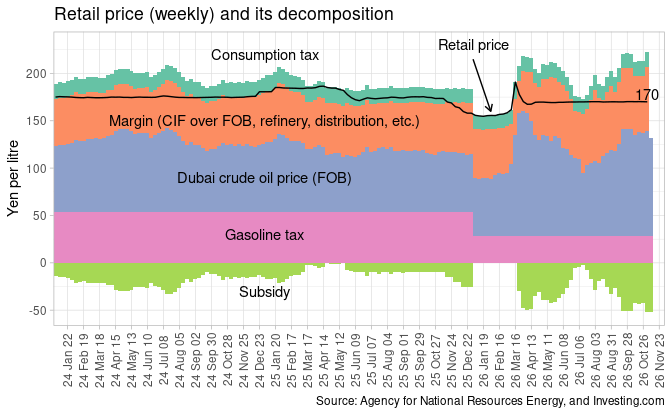 Retail price (weekly) and its decomposition
Consumption tax
Retail price
Margin (CIF over FOB, refinery, distribution, etc.)
170
Dubai crude oil price (FOB)
Gasoline tax
Subsidy
Yen per litre
200
150
100
50
0
-50
24 Jan 22
24 Feb 19
24 Mar 18
24 Apr 15
24 May 13
24 Jun 10
24 Jul 08
24 Aug 05
24 Sep 02
24 Sep 30
24 Oct 28
24 Nov 25
24 Dec 23
25 Jan 20
25 Feb 17
25 Mar 17
25 Apr 14
25 May 12
25 Jun 09
25 Jul 07
25 Aug 04
25 Sep 01
25 Sep 29
25 Oct 27
25 Nov 24
25 Dec 22
26 Jan 19
26 Feb 16
26 Mar 16
26 Apr 13
26 May 11
26 Jun 08
26 Jul 06
26 Aug 03
26 Aug 31
26 Sep 28
26 Oct 26
26 Nov 23
Source: Agency for National Resources Energy, and Investing.com